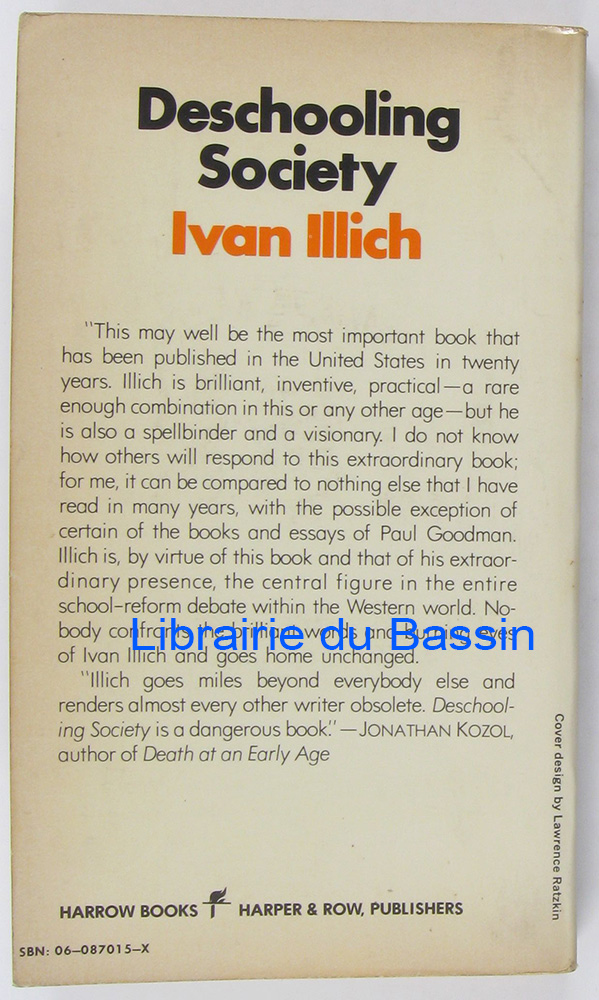 Deschooling
Society
Ivan Illich
"This may well be the most important book that
has been published in the United States in twenty
years. Illich is brilliant, inventive, practical—a rare
enough combination in this or any other age—but he
is also a spellbinder and a visionary. I do not know
how others will respond to this extraordinary book;
for me, it can be compared to nothing else that I have
read in many years, with the possible exception of
certain of the books and essays of Paul Goodman.
Illich is, by virtue of this book and that of his extraor-
dinary presence, the central figure in the entire
school-reform debate within the Western world. No-
body confronts the brilliant words and burning eyes
Librairie du Bassin
of Ivan Illich and goes home unchanged.
"Illich goes miles beyond everybody else and
renders almost every other writer obsolete. Deschool-
ing Society is a dangerous book."—JONATHAN KOZOL,
author of Death at an Early Age
Cover design by Lawrence Ratzkin
HARROW BOOKS HARPER & ROW, PUBLISHERS
SBN: 06-087015-X